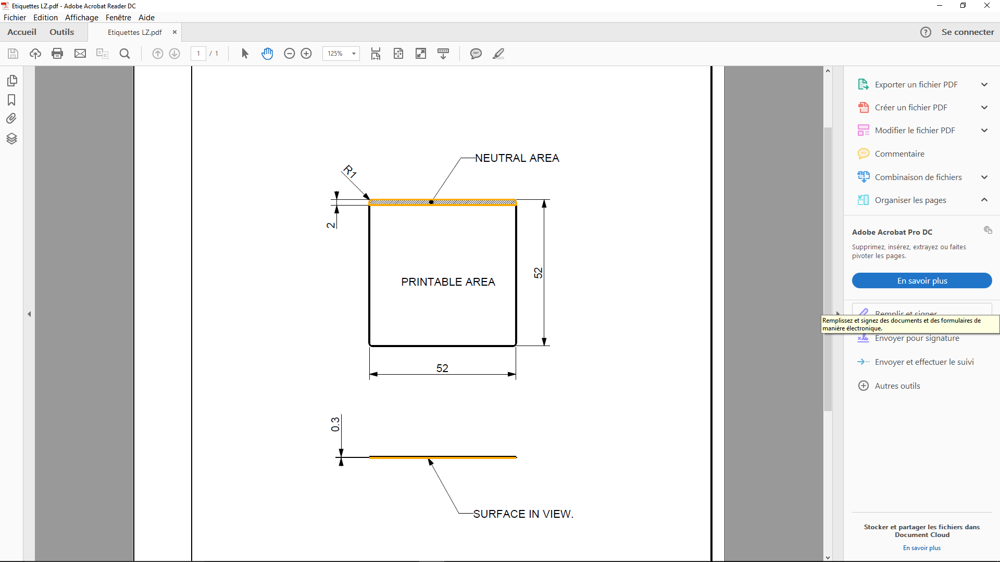 Etiquettes LZ.pdf - Adobe Acrobat Reader DC
Fichier Edition Affichage Fenêtre Aide
Accueil Outils Etiquettes LZ.pdf × ? Se connecter
1 / 1 125%
Exporter un fichier PDF
Créer un fichier PDF
Modifier le fichier PDF
Commentaire
Combinaison de fichiers
Organiser les pages
Adobe Acrobat Pro DC
Supprimez, insérez, extrayez ou faites
pivoter les pages.
En savoir plus
Remplir et signer
Remplissez et signez des documents et des formulaires de
manière électronique.
Envoyer pour signature
Envoyer et effectuer le suivi
Autres outils
Stocker et partager les fichiers dans
Document Cloud
En savoir plus
NEUTRAL AREA
R1
2
PRINTABLE AREA
52
52
0.3
SURFACE IN VIEW.